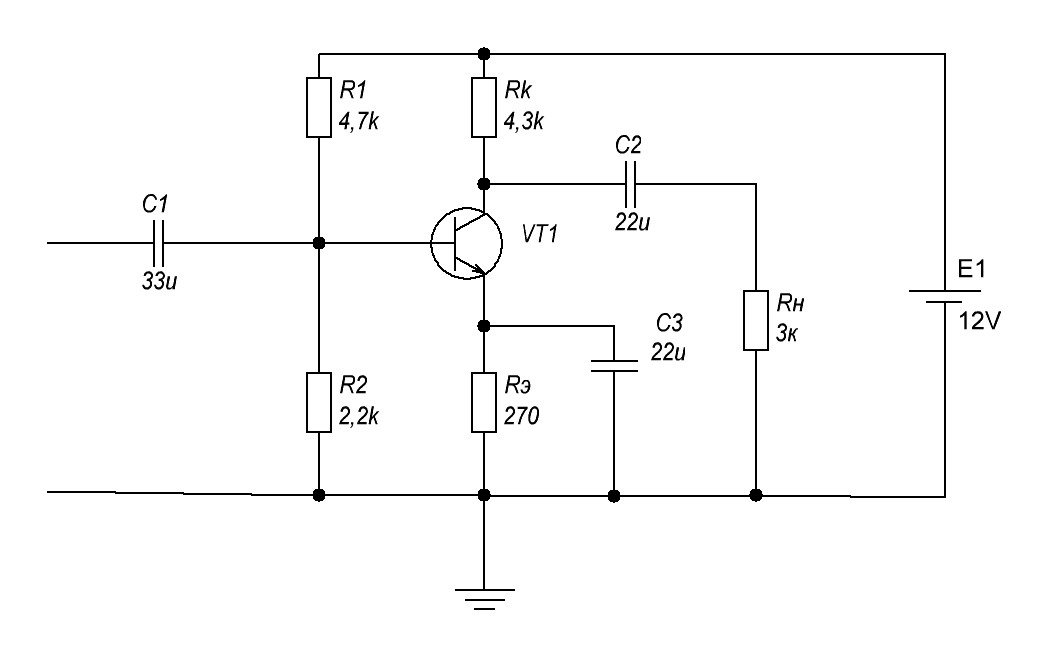 R1
4,7k
Rk
4,3k
C2
22u
C1
33u
VT1
E1
12V
Rн
3к
C3
22u
R2
2,2k
Rэ
270